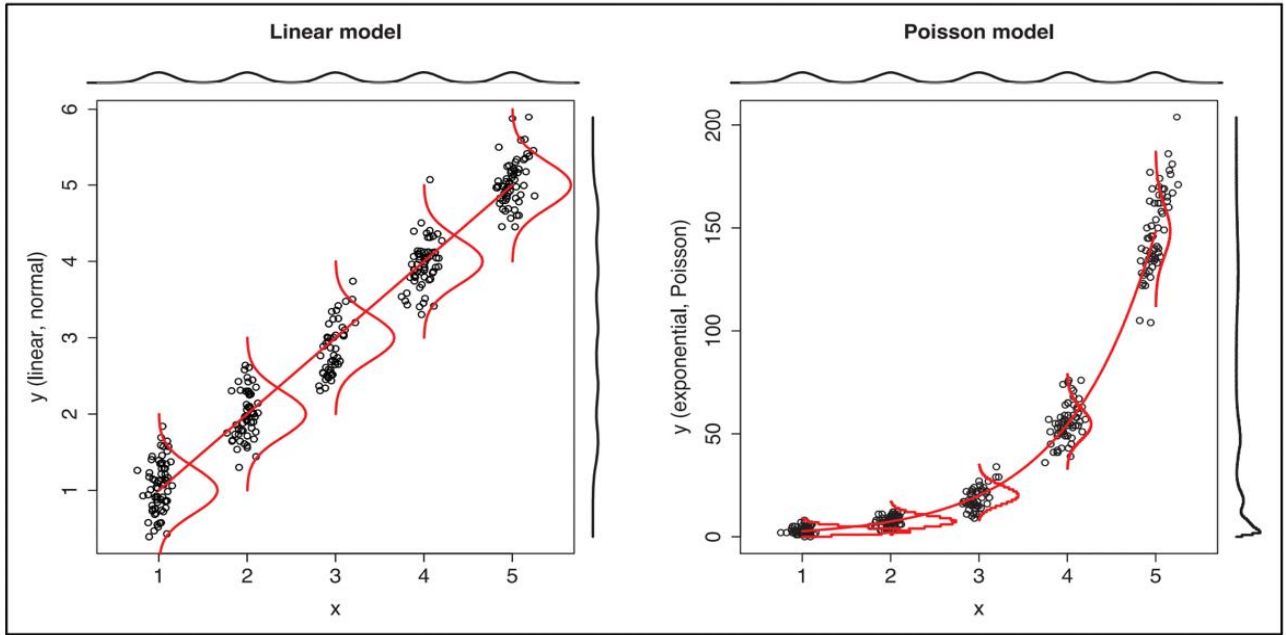 Linear model
y (linear, normal)
6
5
4
3
2
1
1 2 3 4 5
x
Poisson model
y (exponential, Poisson)
200
150
100
50
0
1 2 3 4 5
x